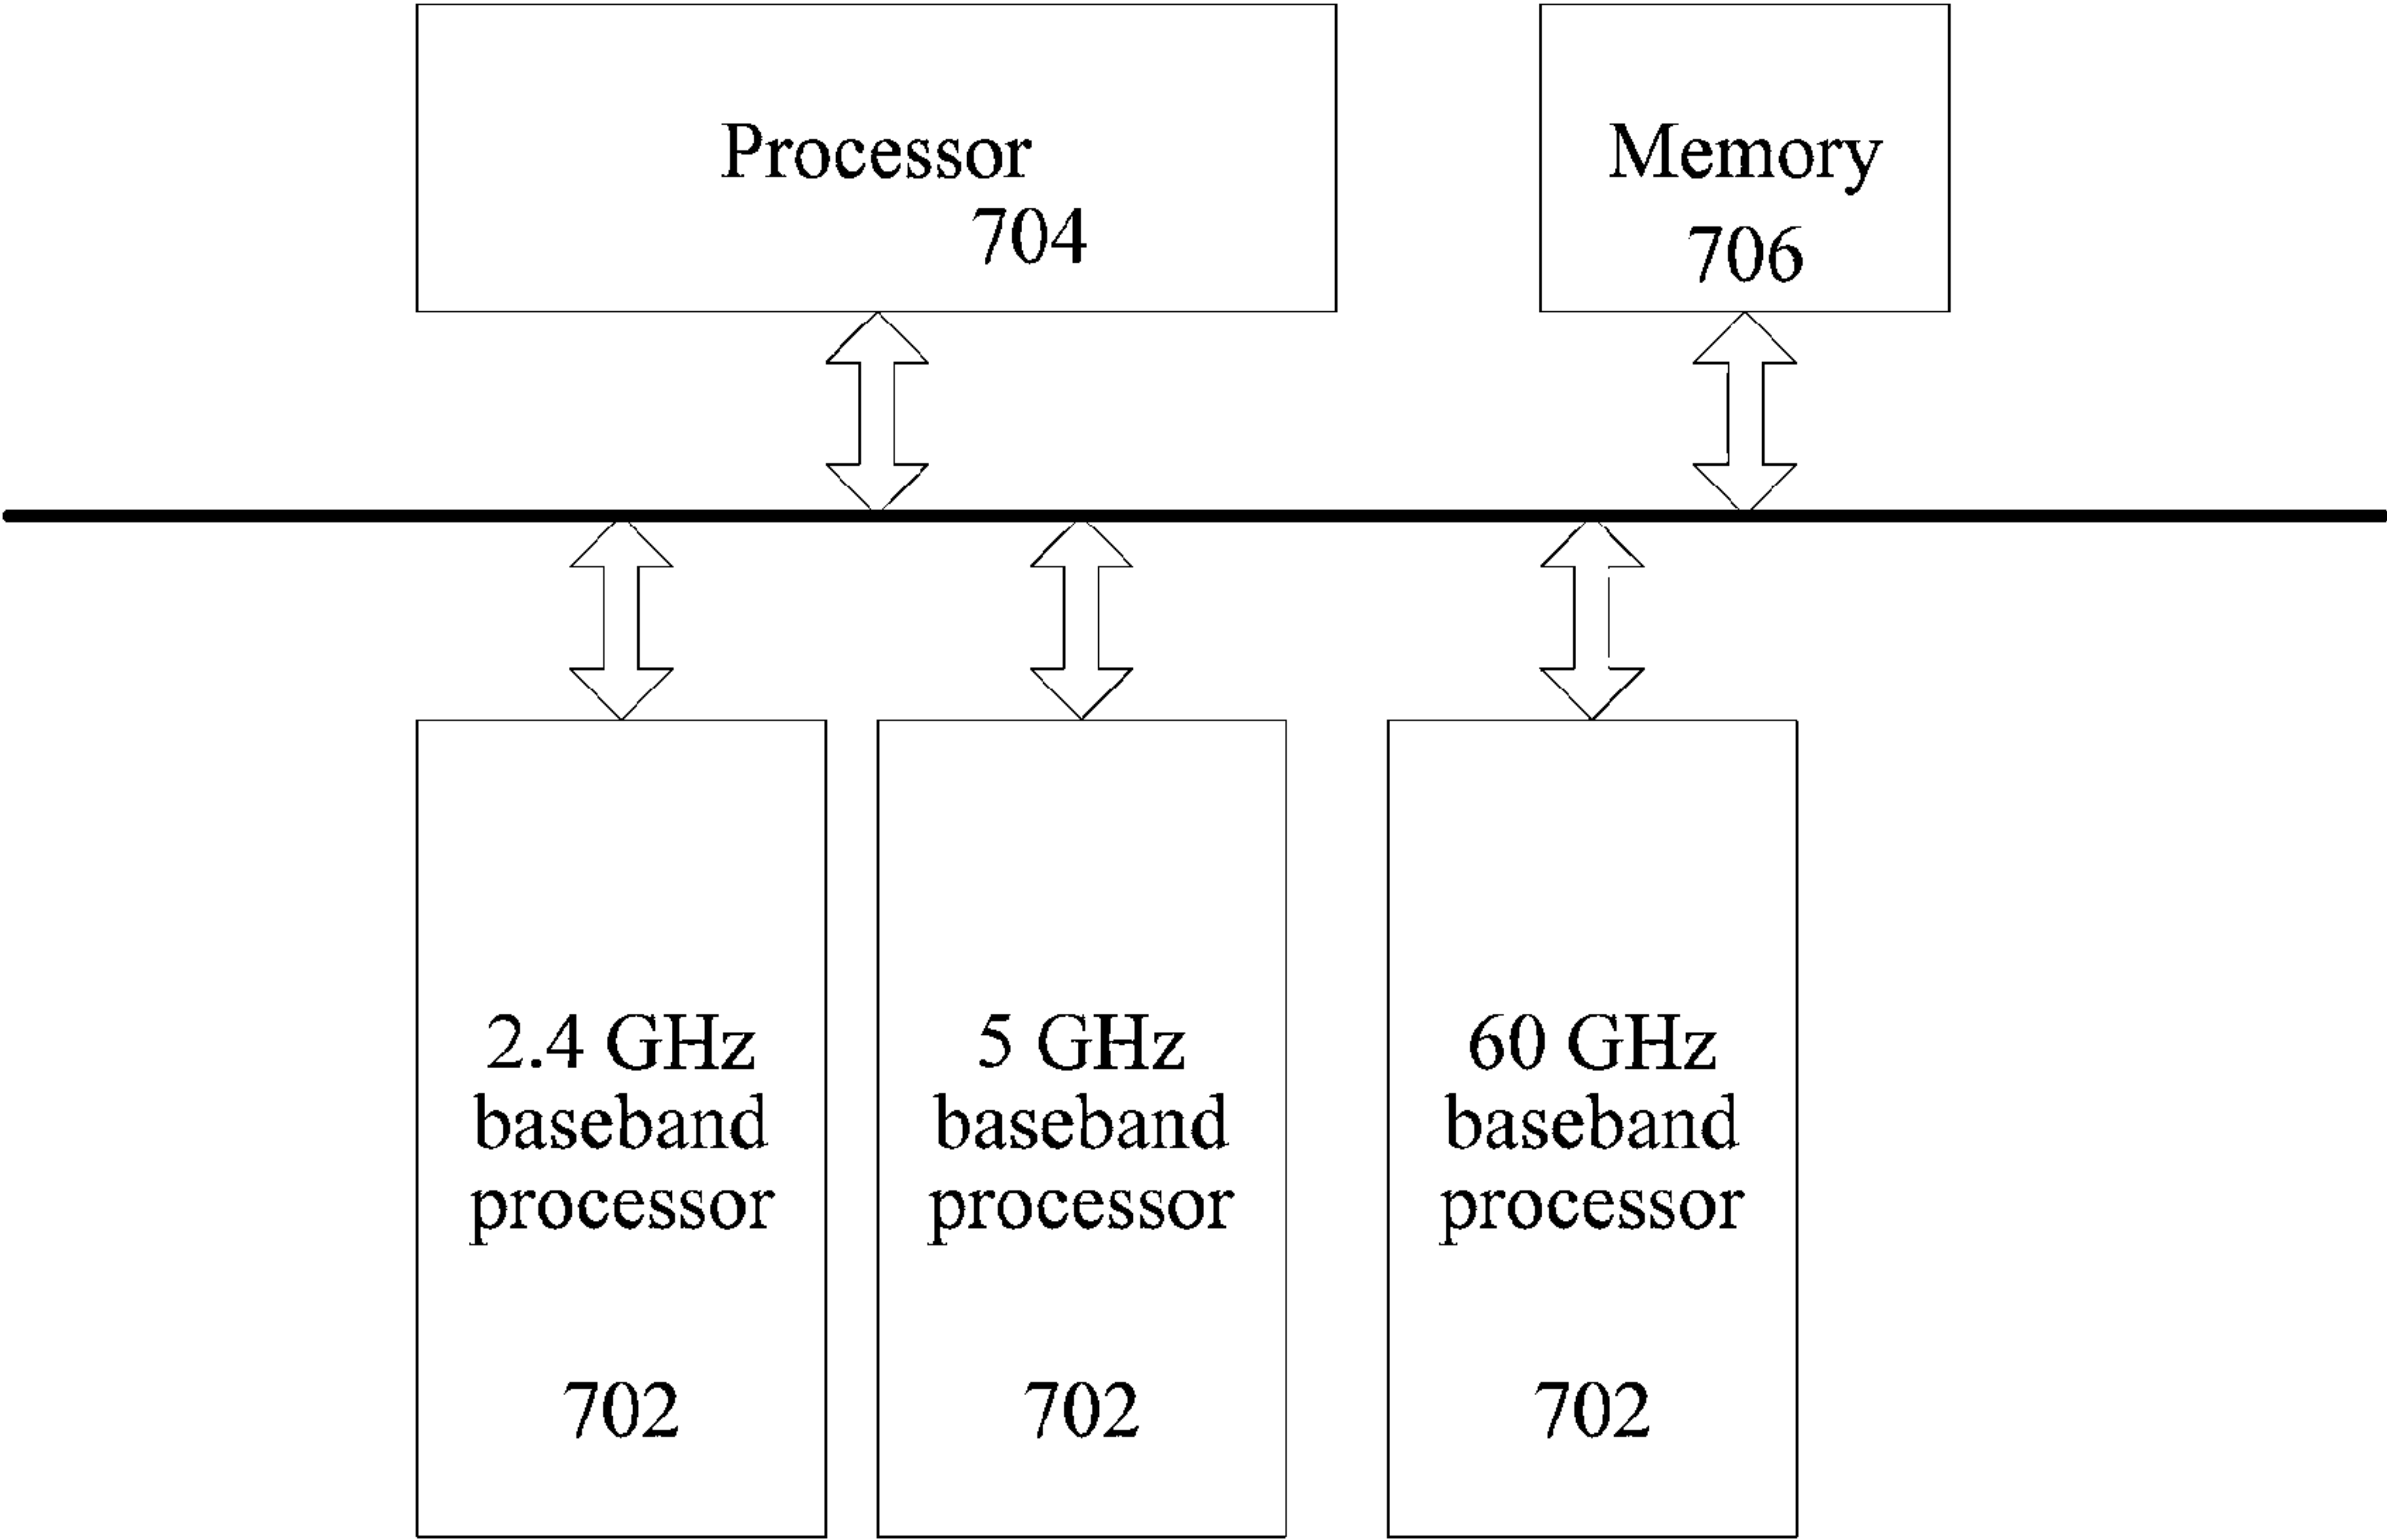 Processor
704
Memory
706
2.4 GHz
baseband
processor
702
5 GHz
baseband
processor
702
60 GHz
baseband
processor
702